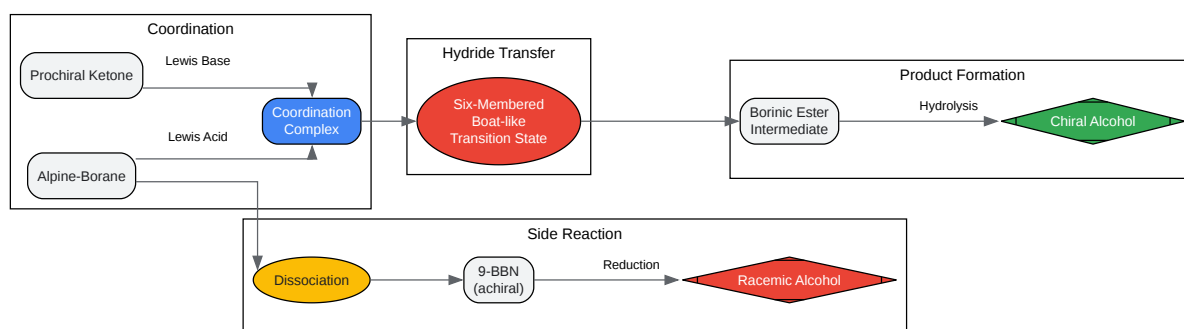 Coordination
Prochiral Ketone
Lewis Base
Coordination
Complex
Lewis Acid
Alpine-Borane
Hydride Transfer
Six-Membered
Boat-like
Transition State
Product Formation
Borinic Ester
Intermediate
Hydrolysis
Chiral Alcohol
Side Reaction
Dissociation
9-BBN
(achiral)
Reduction
Racemic Alcohol